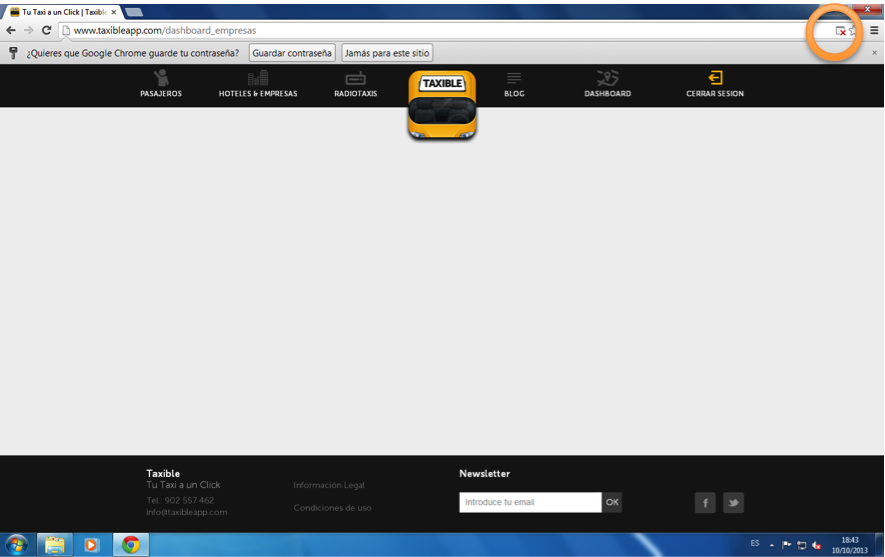 Tu Taxi a un Click | Taxible
www.taxibleapp.com/dashboard_empresas
¿Quieres que Google Chrome guarde tu contraseña? Guardar contraseña Jamás para este sitio
TAXIBLE
PASAJEROS HOTELES & EMPRESAS RADIOTAXIS BLOG DASHBOARD CERRAR SESION
Taxible
Tu Taxi a un Click
Tel.: 902 557 462
info@taxibleapp.com
Información Legal
Condiciones de uso
Newsletter
Introduce tu email OK
ES
18:43
10/10/2013